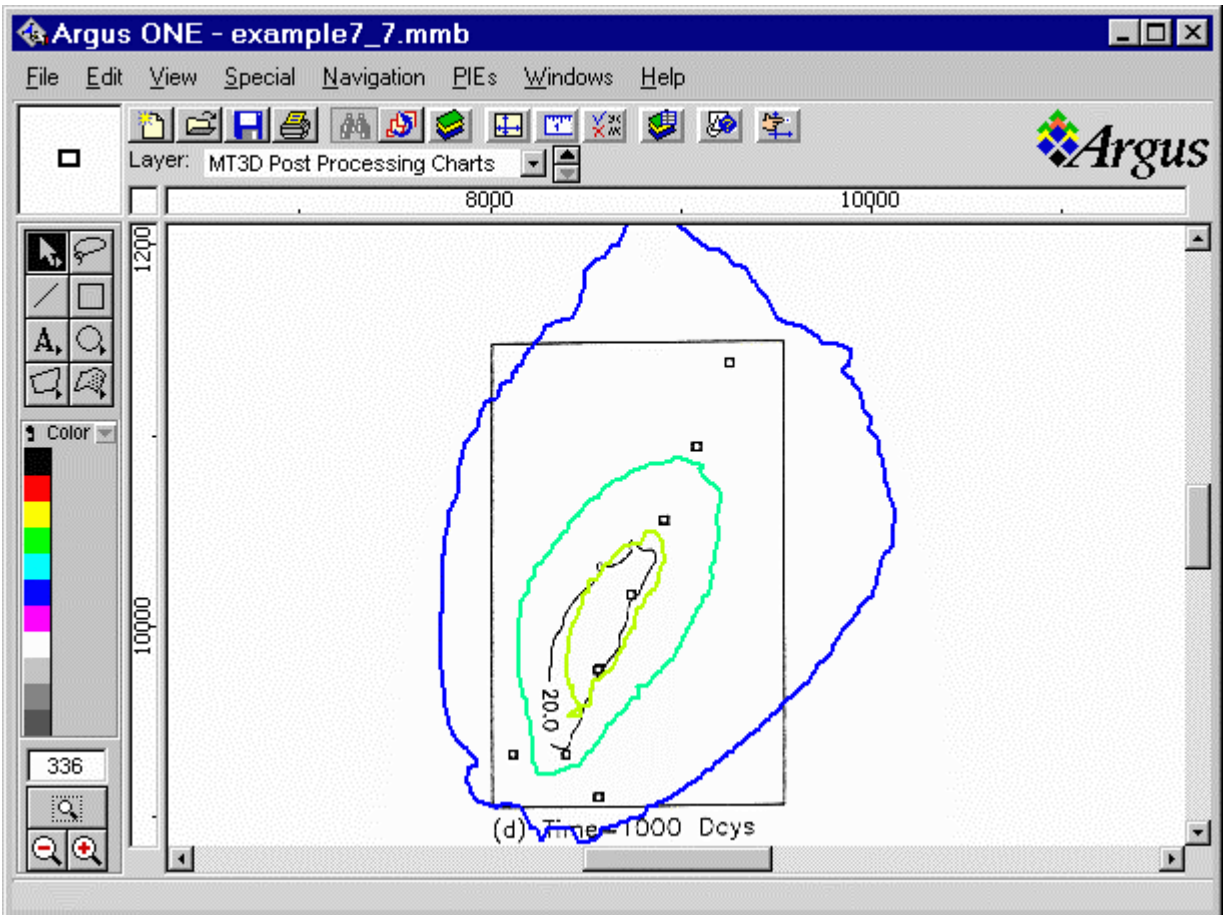 Argus ONE - example7_7.mmb
File Edit View Special Navigation PIEs Windows Help
Layer: MT3D Post Processing Charts
Argus
8000 10000
1200
Color
10000
20.0
336
(d) Time=1000 Days